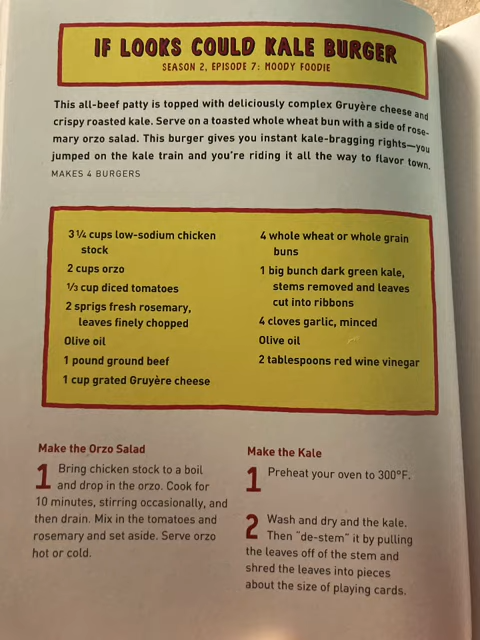 IF LOOKS COULD KALE BURGER
SEASON 2, EPISODE 7: MOODY FOODIE
This all-beef patty is topped with deliciously complex Gruyère cheese and
crispy roasted kale. Serve on a toasted whole wheat bun with a side of rose-
mary orzo salad. This burger gives you instant kale-bragging rights—you
jumped on the kale train and you're riding it all the way to flavor town.
MAKES 4 BURGERS
3 ¼ cups low-sodium chicken
stock
2 cups orzo
⅓ cup diced tomatoes
2 sprigs fresh rosemary,
leaves finely chopped
Olive oil
1 pound ground beef
1 cup grated Gruyère cheese
4 whole wheat or whole grain
buns
1 big bunch dark green kale,
stems removed and leaves
cut into ribbons
4 cloves garlic, minced
Olive oil
2 tablespoons red wine vinegar
Make the Orzo Salad
1 Bring chicken stock to a boil
and drop in the orzo. Cook for
10 minutes, stirring occasionally, and
then drain. Mix in the tomatoes and
rosemary and set aside. Serve orzo
hot or cold.
Make the Kale
1 Preheat your oven to 300°F.
2 Wash and dry and the kale.
Then "de-stem" it by pulling
the leaves off of the stem and
shred the leaves into pieces
about the size of playing cards.